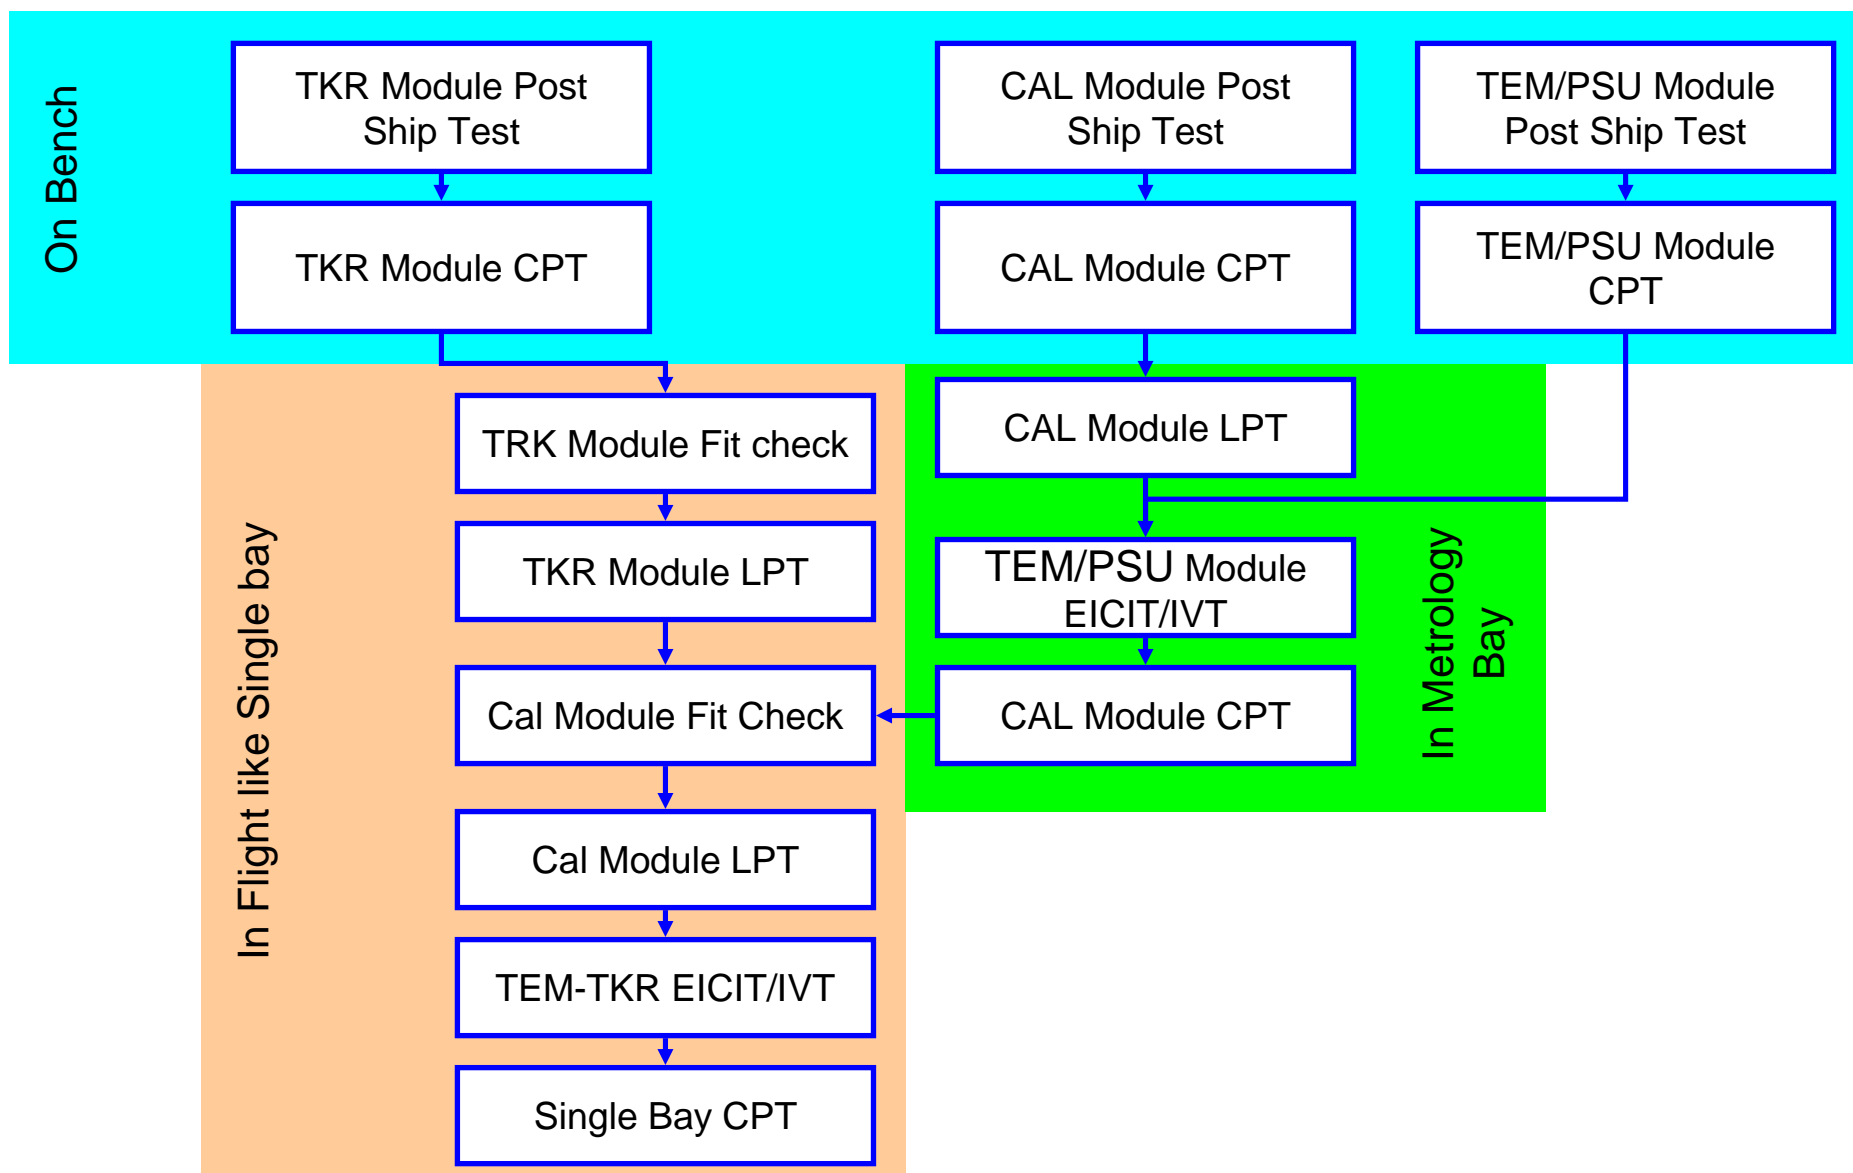 On Bench
TKR Module Post
Ship Test
CAL Module Post
Ship Test
TEM/PSU Module
Post Ship Test
TKR Module CPT
CAL Module CPT
TEM/PSU Module
CPT
In Flight like Single bay
TRK Module Fit check
TKR Module LPT
Cal Module Fit Check
Cal Module LPT
TEM-TKR EICIT/IVT
Single Bay CPT
CAL Module LPT
TEM/PSU Module
EICIT/IVT
CAL Module CPT
In Metrology
Bay